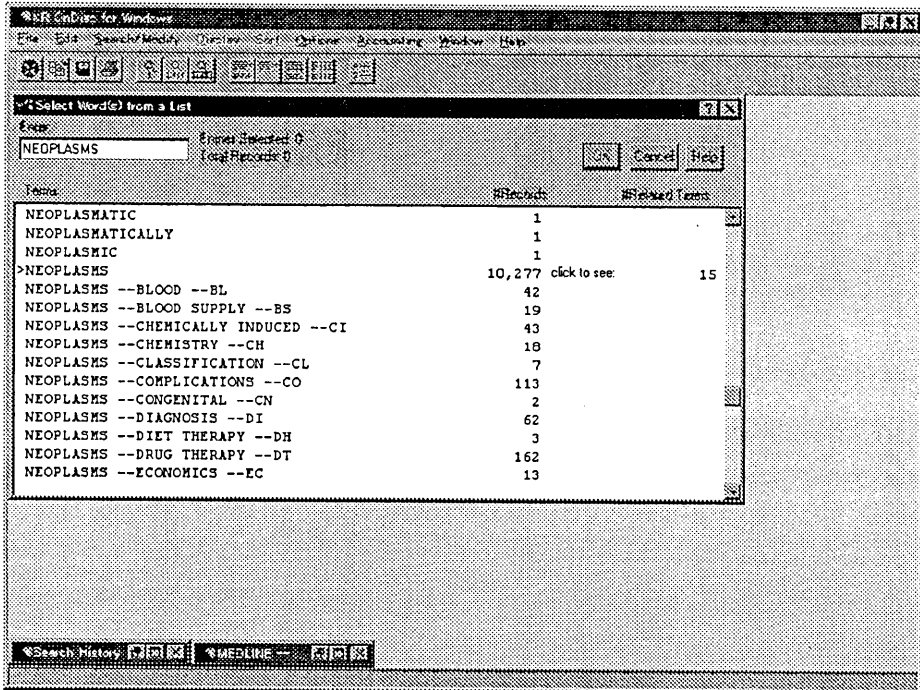 KR OnDisc for Windows
File Edit Search/Modify Display Sort Options Accounting Window Help
Select Word(s) from a List
Enter:
NEOPLASMS
Entries Selected: 0
Total Records: 0
OK Cancel Help
Terms #Records #Related Terms
NEOPLASMATIC 1
NEOPLASMATICALLY 1
NEOPLASMIC 1
>NEOPLASMS 10,277 click to see: 15
NEOPLASMS --BLOOD --BL 42
NEOPLASMS --BLOOD SUPPLY --BS 19
NEOPLASMS --CHEMICALLY INDUCED --CI 43
NEOPLASMS --CHEMISTRY --CH 18
NEOPLASMS --CLASSIFICATION --CL 7
NEOPLASMS --COMPLICATIONS --CO 113
NEOPLASMS --CONGENITAL --CN 2
NEOPLASMS --DIAGNOSIS --DI 62
NEOPLASMS --DIET THERAPY --DH 3
NEOPLASMS --DRUG THERAPY --DT 162
NEOPLASMS --ECONOMICS --EC 13
Search History MEDLINE